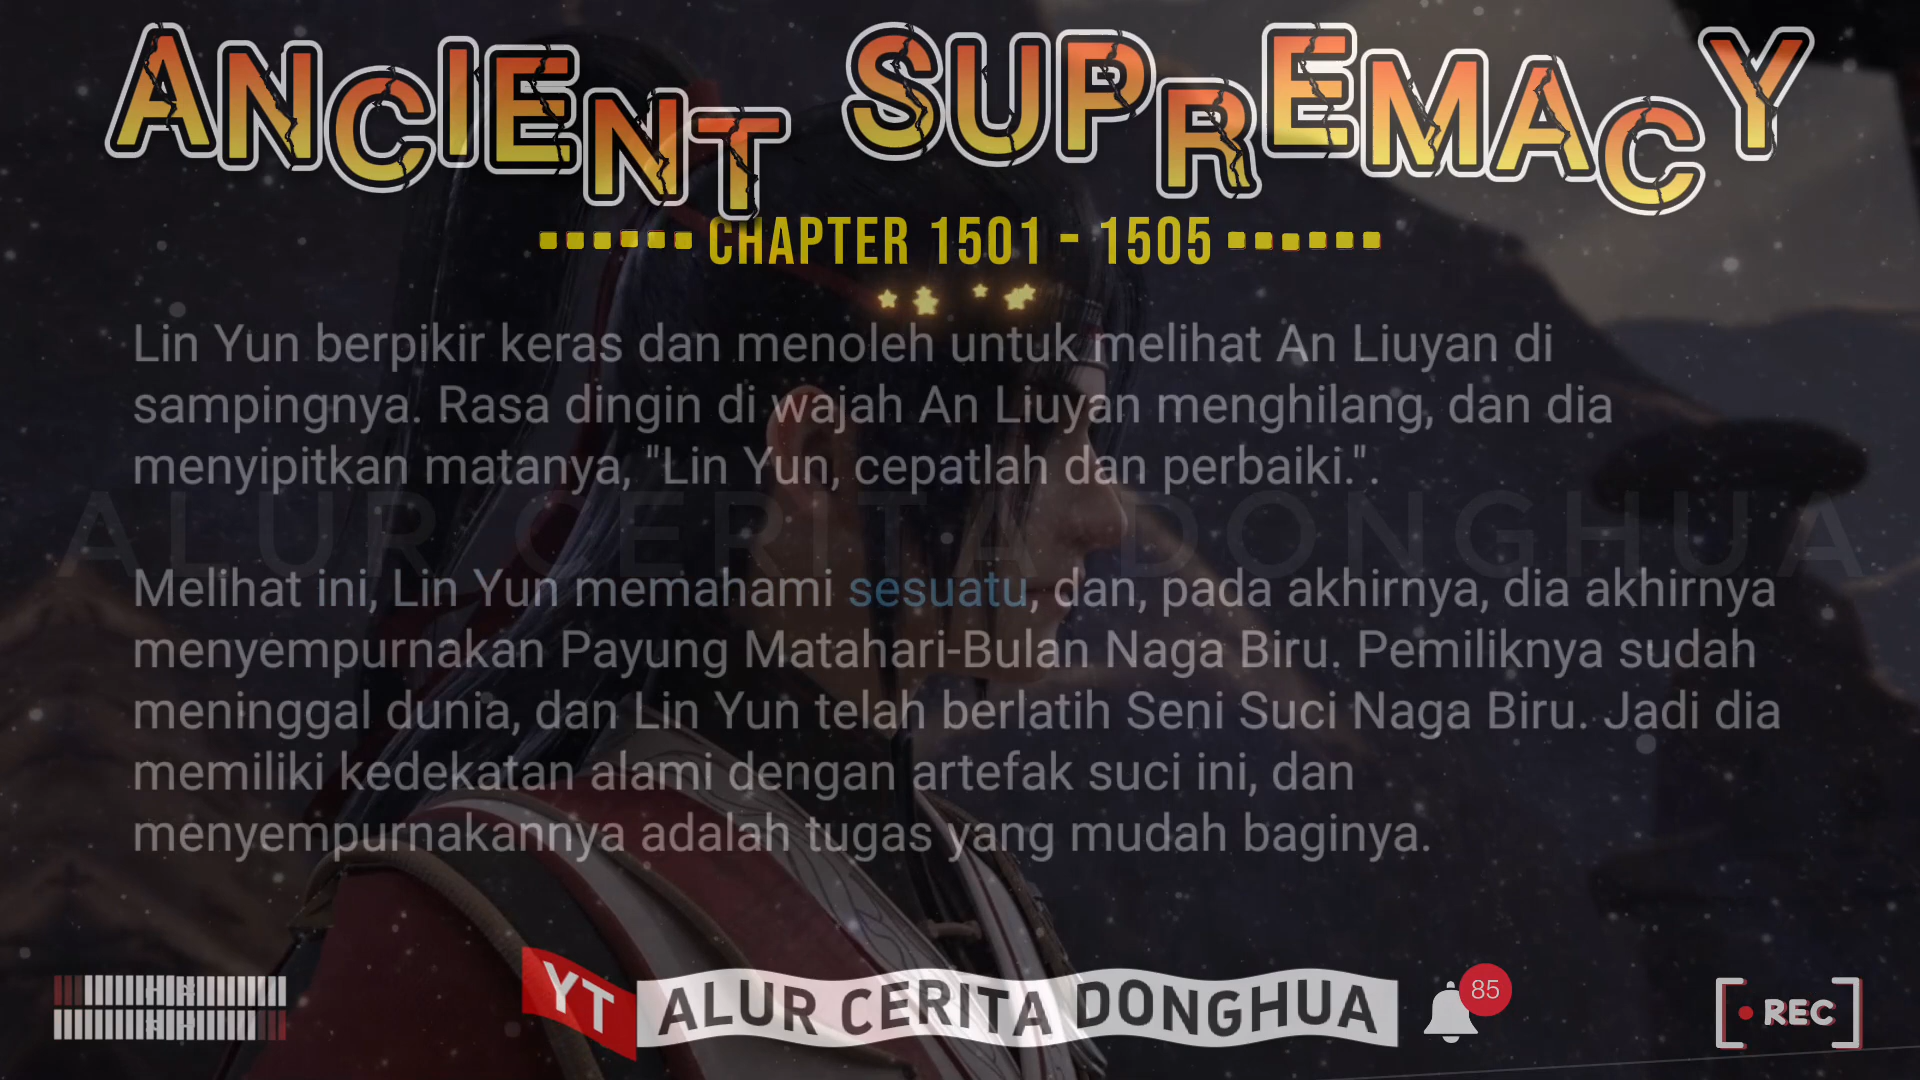 ANCIENT SUPREMACY
CHAPTER 1501 - 1505
Lin Yun berpikir keras dan menoleh untuk melihat An Liuyan di
sampingnya. Rasa dingin di wajah An Liuyan menghilang, dan dia
menyipitkan matanya, "Lin Yun, cepatlah dan perbaiki.".
ALUR CERITA DONGHUA
Melihat ini, Lin Yun memahami sesuatu, dan, pada akhirnya, dia akhirnya
menyempurnakan Payung Matahari-Bulan Naga Biru. Pemiliknya sudah
meninggal dunia, dan Lin Yun telah berlatih Seni Suci Naga Biru. Jadi dia
memiliki kedekatan alami dengan artefak suci ini, dan
menyempurnakannya adalah tugas yang mudah baginya.
YT ALUR CERITA DONGHUA
85
REC